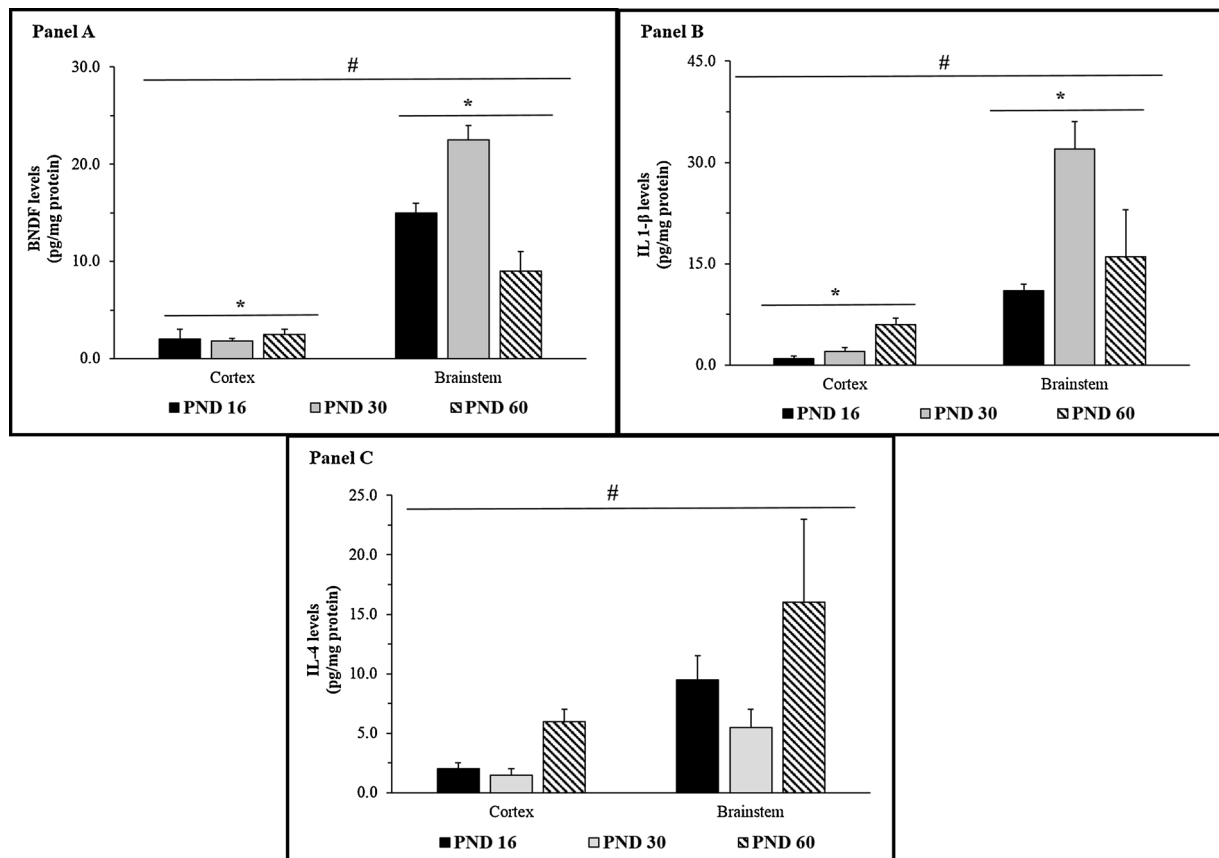 Panel A
#
*
*
30.0
20.0
10.0
0.0
BNDF levels
(pg/mg protein)
Cortex Brainstem
PND 16 PND 30 PND 60
Panel B
#
*
*
45.0
30.0
15.0
0.0
IL 1-β levels
(pg/mg protein)
Cortex Brainstem
PND 16 PND 30 PND 60
Panel C
#
25.0
20.0
15.0
10.0
5.0
0.0
IL-4 levels
(pg/mg protein)
Cortex Brainstem
PND 16 PND 30 PND 60